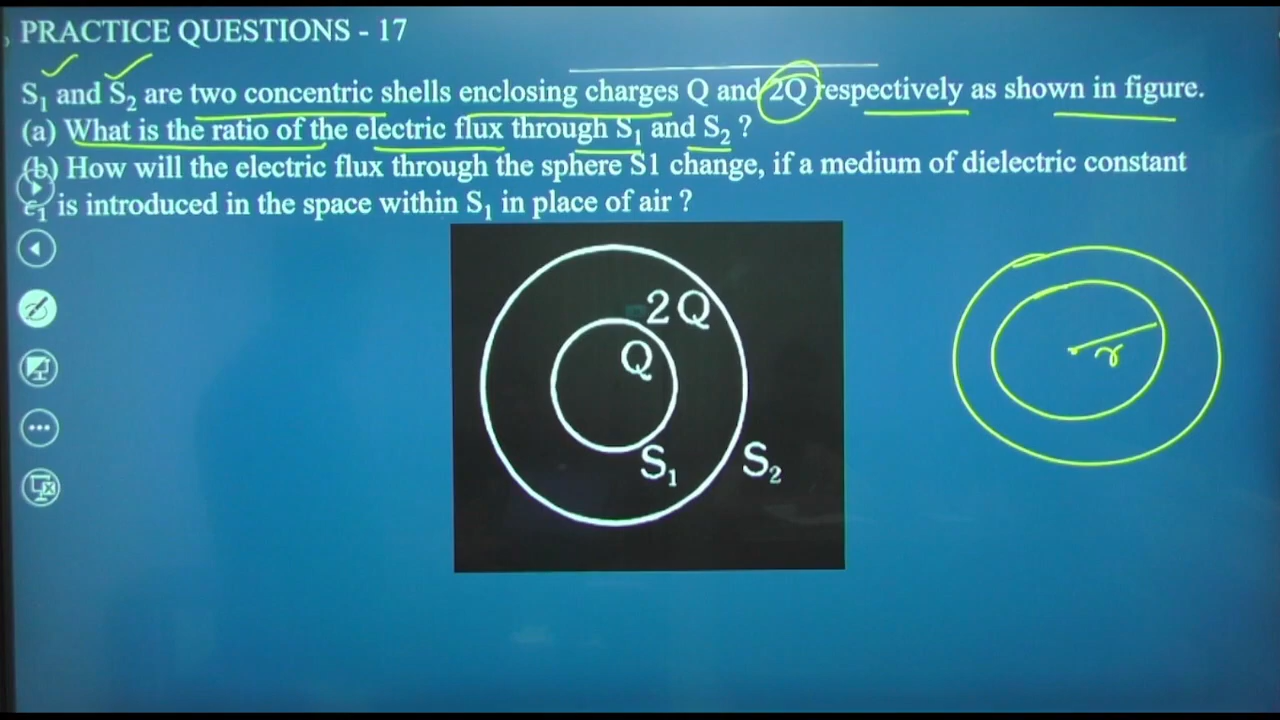 PRACTICE QUESTIONS - 17
S₁ and S₂ are two concentric shells enclosing charges Q and 2Q respectively as shown in figure.
(a) What is the ratio of the electric flux through S₁ and S₂ ?
(b) How will the electric flux through the sphere S1 change, if a medium of dielectric constant
ε₁ is introduced in the space within S₁ in place of air ?
2Q
Q
S₁
S₂
r